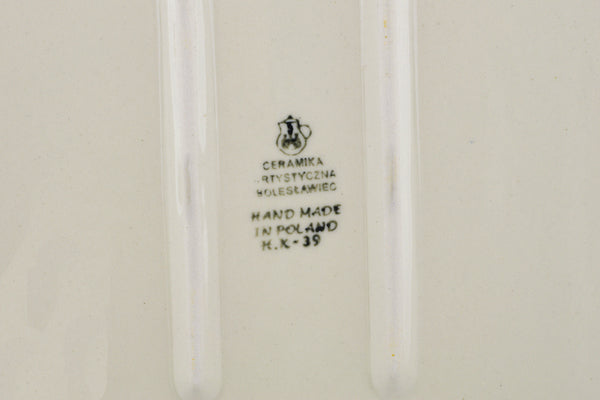 CERAMIKA
ARTYSTYCZNA
BOLESŁAWIEC
HAND MADE
IN POLAND
H.K-39